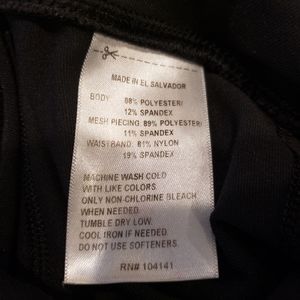 MADE IN EL SALVADOR
BODY: 88% POLYESTER/
12% SPANDEX
MESH PIECING: 89% POLYESTER/
11% SPANDEX
WAISTBAND: 81% NYLON
19% SPANDEX
MACHINE WASH COLD
WITH LIKE COLORS
ONLY NON-CHLORINE BLEACH
WHEN NEEDED
TUMBLE DRY LOW
COOL IRON IF NEEDED
DO NOT USE SOFTENERS.
RN# 104141